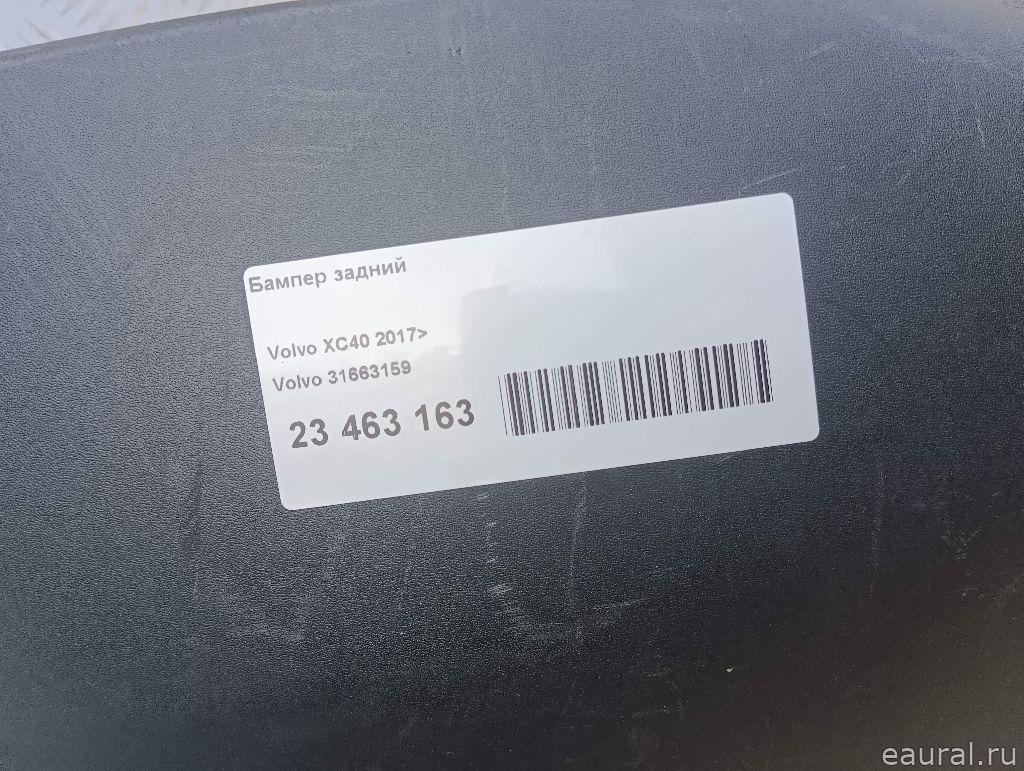 Бампер задний
Volvo XC40 2017>
Volvo 31663159
23 463 163
eaural.ru